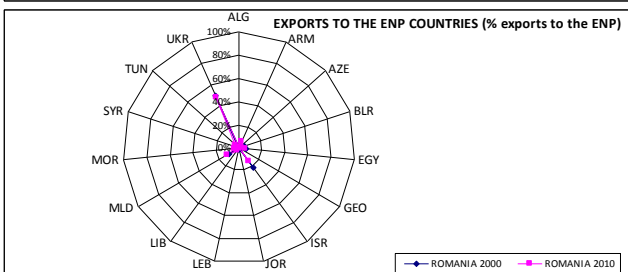 EXPORTS TO THE ENP COUNTRIES (% exports to the ENP)
ALG
UKR
ARM
100%
TUN
AZE
80%
60%
SYR
BLR
40%
20%
0%
MOR
EGY
MLD
GEO
LIB
ISR
LEB
JOR
ROMANIA 2000
ROMANIA 2010